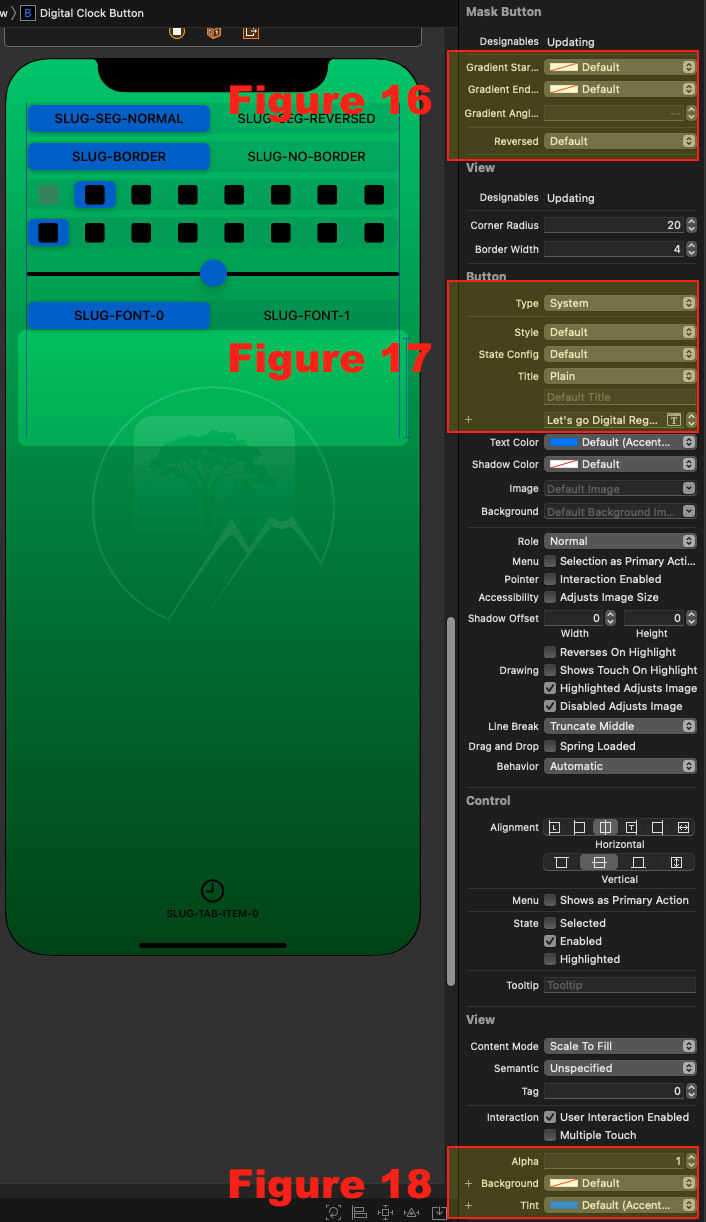 w › B Digital Clock Button
Figure 16
SLUG-SEG-NORMAL SLUG-SEG-REVERSED
SLUG-BORDER SLUG-NO-BORDER
SLUG-FONT-0 SLUG-FONT-1
Figure 17
SLUG-TAB-ITEM-0
Figure 18
Mask Button
Designables Updating
Gradient Star... Default
Gradient End... Default
Gradient Angl... --
Reversed Default
View
Designables Updating
Corner Radius 20
Border Width 4
Button
Type System
Style Default
State Config Default
Title Plain
Default Title
+ Let's go Digital Reg... T
Text Color Default (Accent...
Shadow Color Default
Image Default Image
Background Default Background Im...
Role Normal
Menu Selection as Primary Acti...
Pointer Interaction Enabled
Accessibility Adjusts Image Size
Shadow Offset 0 0
Width Height
Reverses On Highlight
Drawing Shows Touch On Highlight
Highlighted Adjusts Image
Disabled Adjusts Image
Line Break Truncate Middle
Drag and Drop Spring Loaded
Behavior Automatic
Control
Alignment L T
Horizontal
Vertical
Menu Shows as Primary Action
State Selected
Enabled
Highlighted
Tooltip Tooltip
View
Content Mode Scale To Fill
Semantic Unspecified
Tag 0
Interaction User Interaction Enabled
Multiple Touch
Alpha 1
+ Background Default
+ Tint Default (Accent...